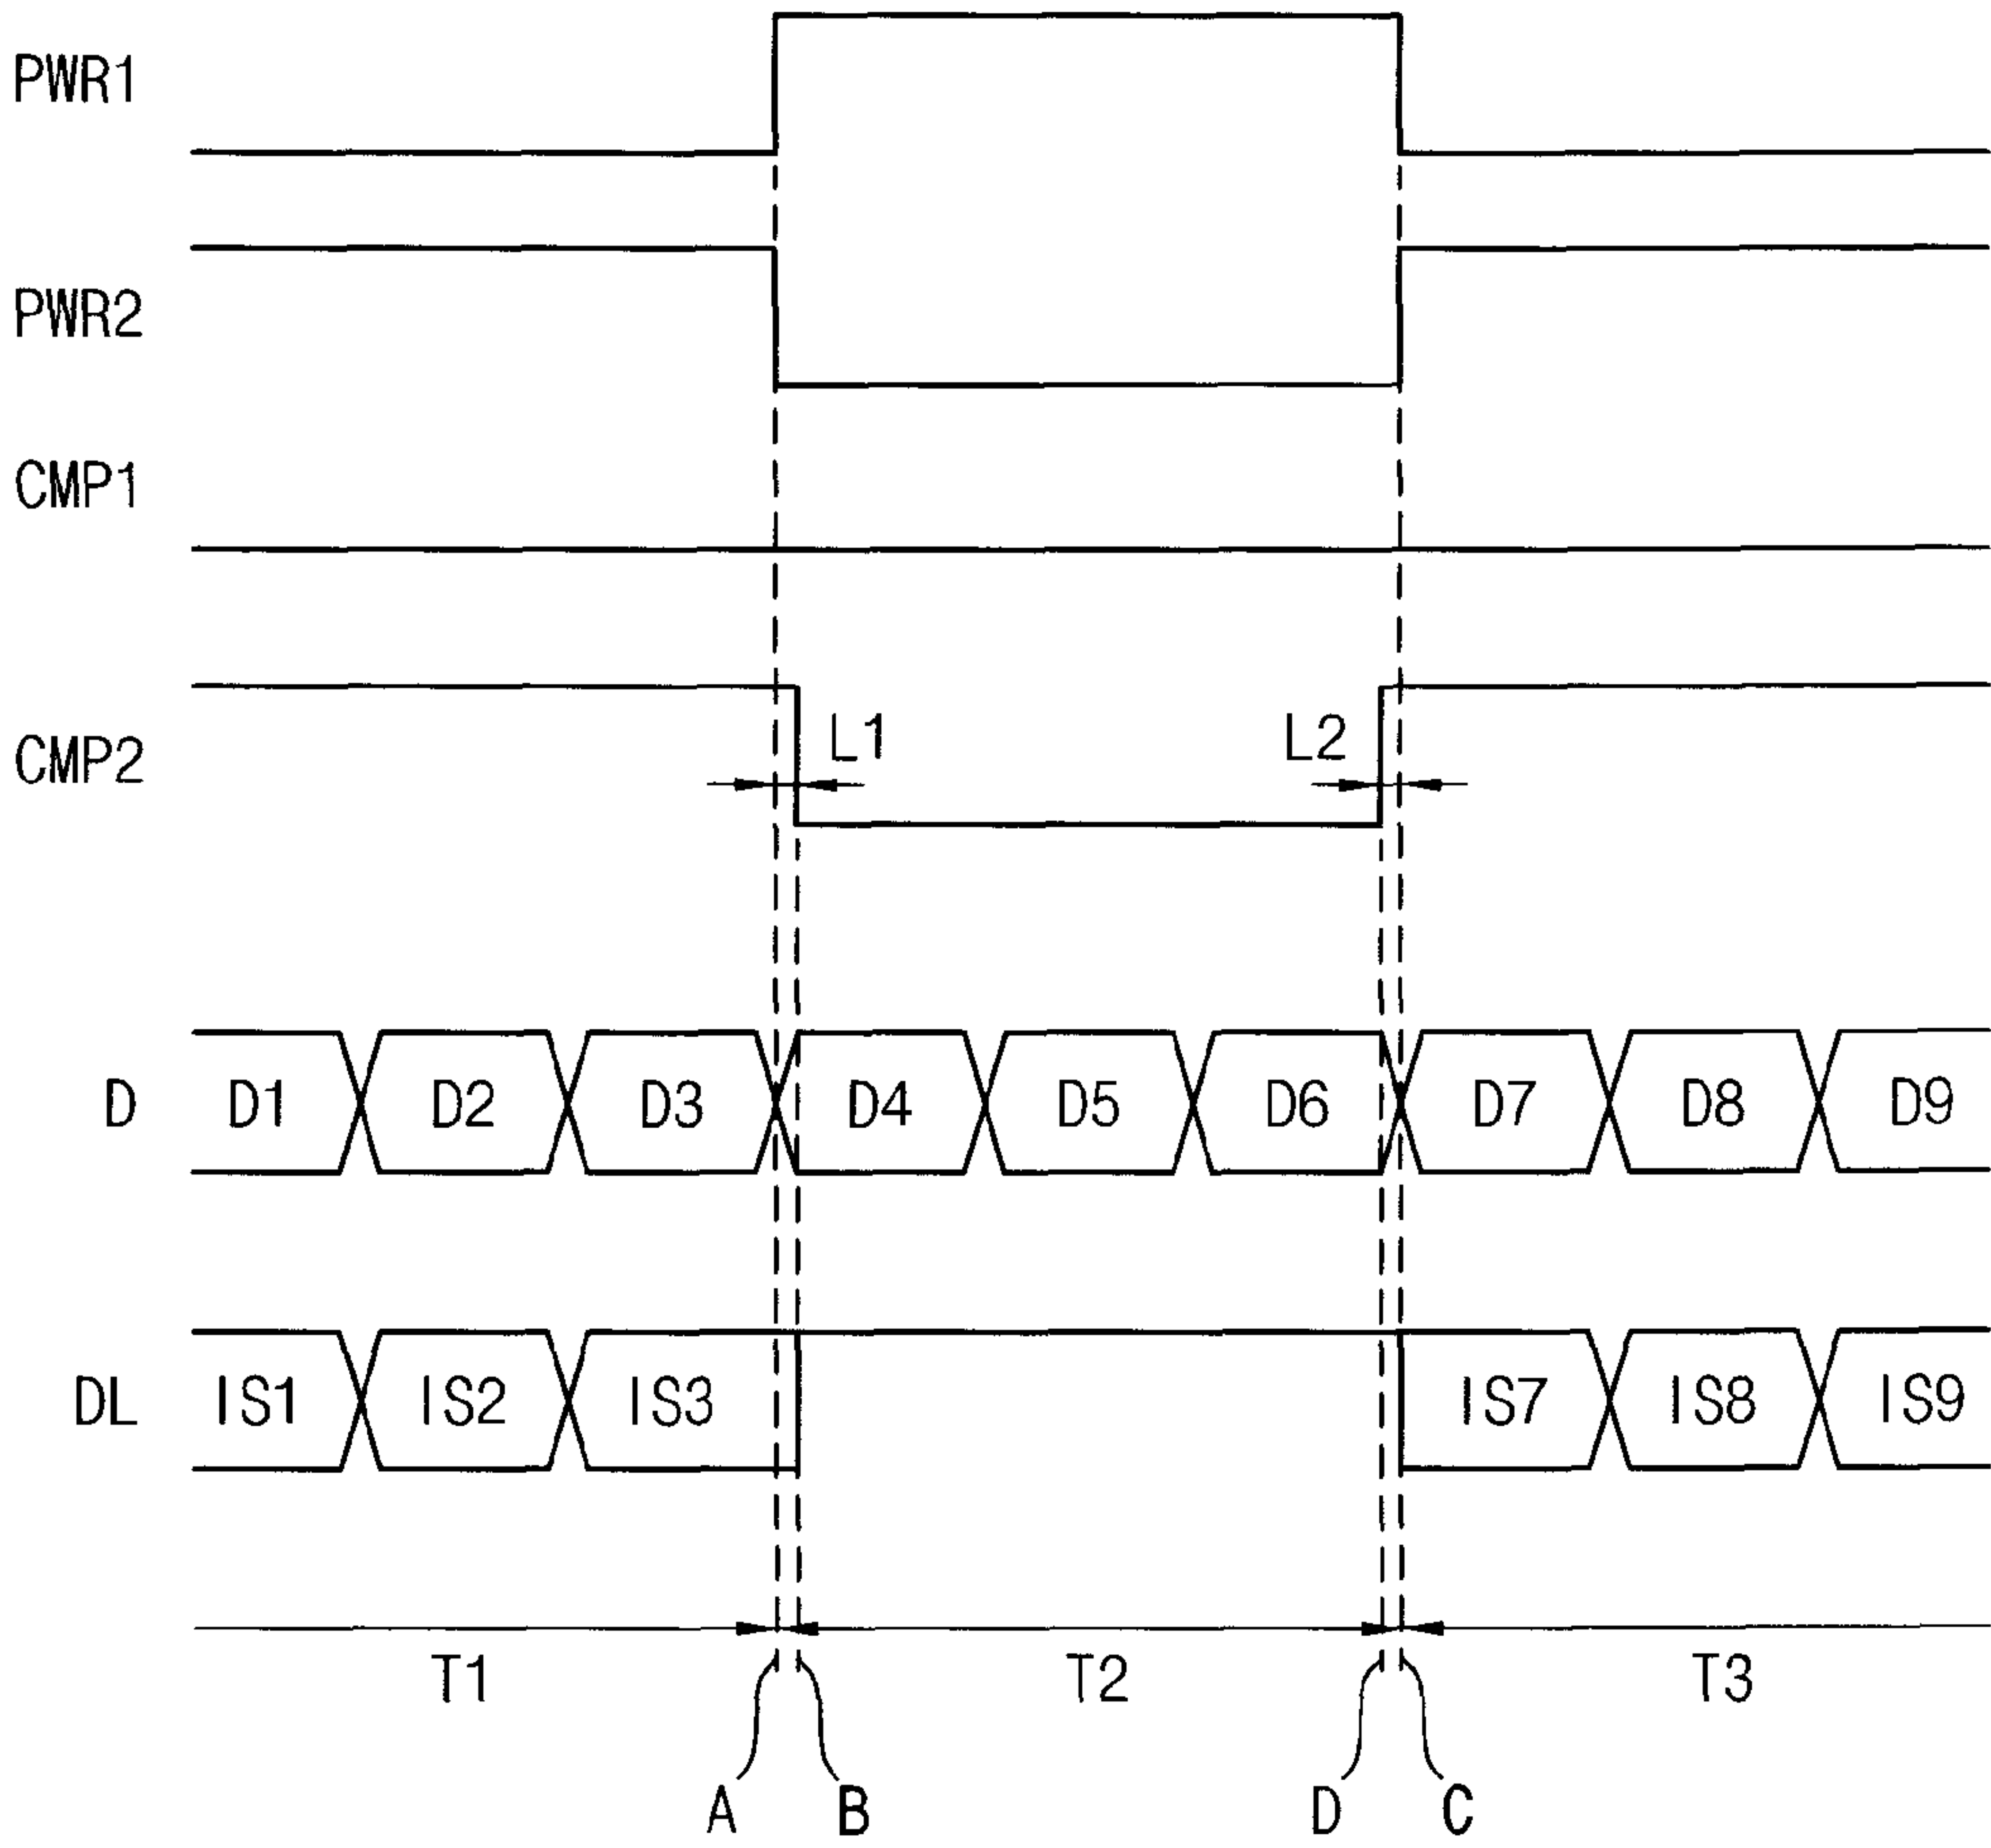 PWR1
PWR2
CMP1
CMP2
L1 L2
D D1 D2 D3 D4 D5 D6 D7 D8 D9
DL IS1 IS2 IS3 IS7 IS8 IS9
T1 T2 T3
A B D C